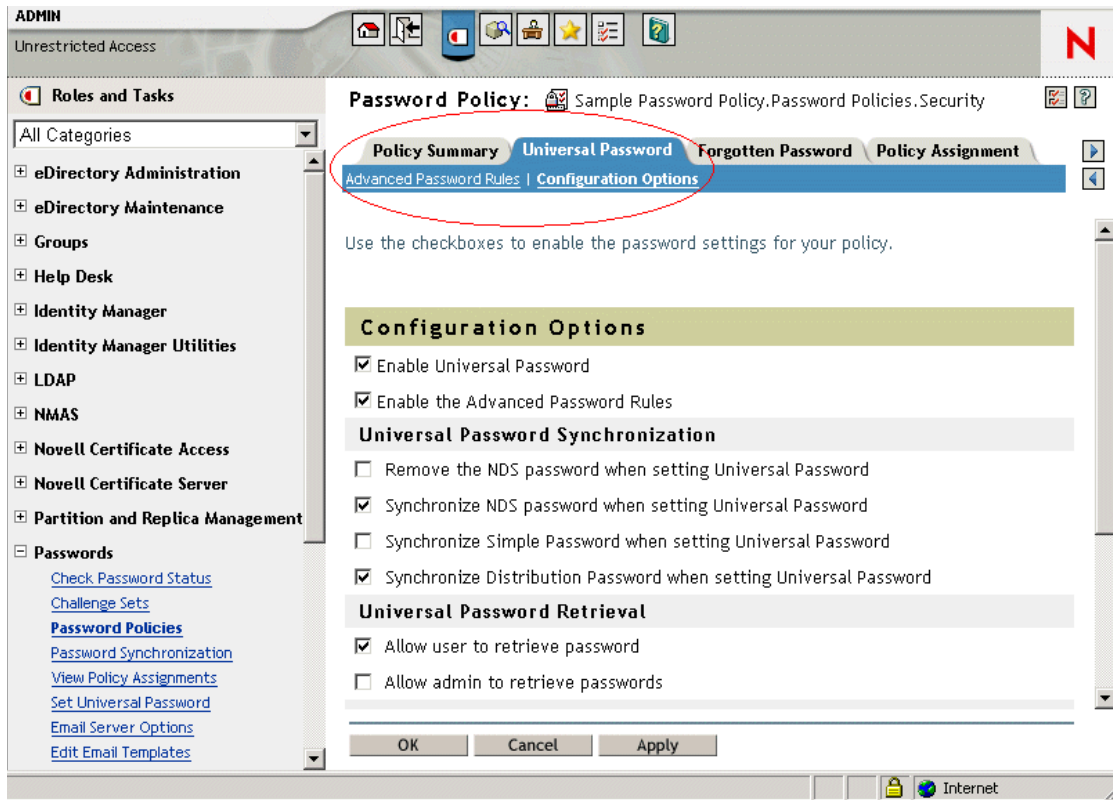 ADMIN
Unrestricted Access
N
Roles and Tasks
All Categories
eDirectory Administration
eDirectory Maintenance
Groups
Help Desk
Identity Manager
Identity Manager Utilities
LDAP
NMAS
Novell Certificate Access
Novell Certificate Server
Partition and Replica Management
Passwords
Check Password Status
Challenge Sets
Password Policies
Password Synchronization
View Policy Assignments
Set Universal Password
Email Server Options
Edit Email Templates
Password Policy: Sample Password Policy.Password Policies.Security
?
Policy Summary Universal Password Forgotten Password Policy Assignment
Advanced Password Rules | Configuration Options
Use the checkboxes to enable the password settings for your policy.
Configuration Options
Enable Universal Password
Enable the Advanced Password Rules
Universal Password Synchronization
Remove the NDS password when setting Universal Password
Synchronize NDS password when setting Universal Password
Synchronize Simple Password when setting Universal Password
Synchronize Distribution Password when setting Universal Password
Universal Password Retrieval
Allow user to retrieve password
Allow admin to retrieve passwords
OK Cancel Apply
Internet